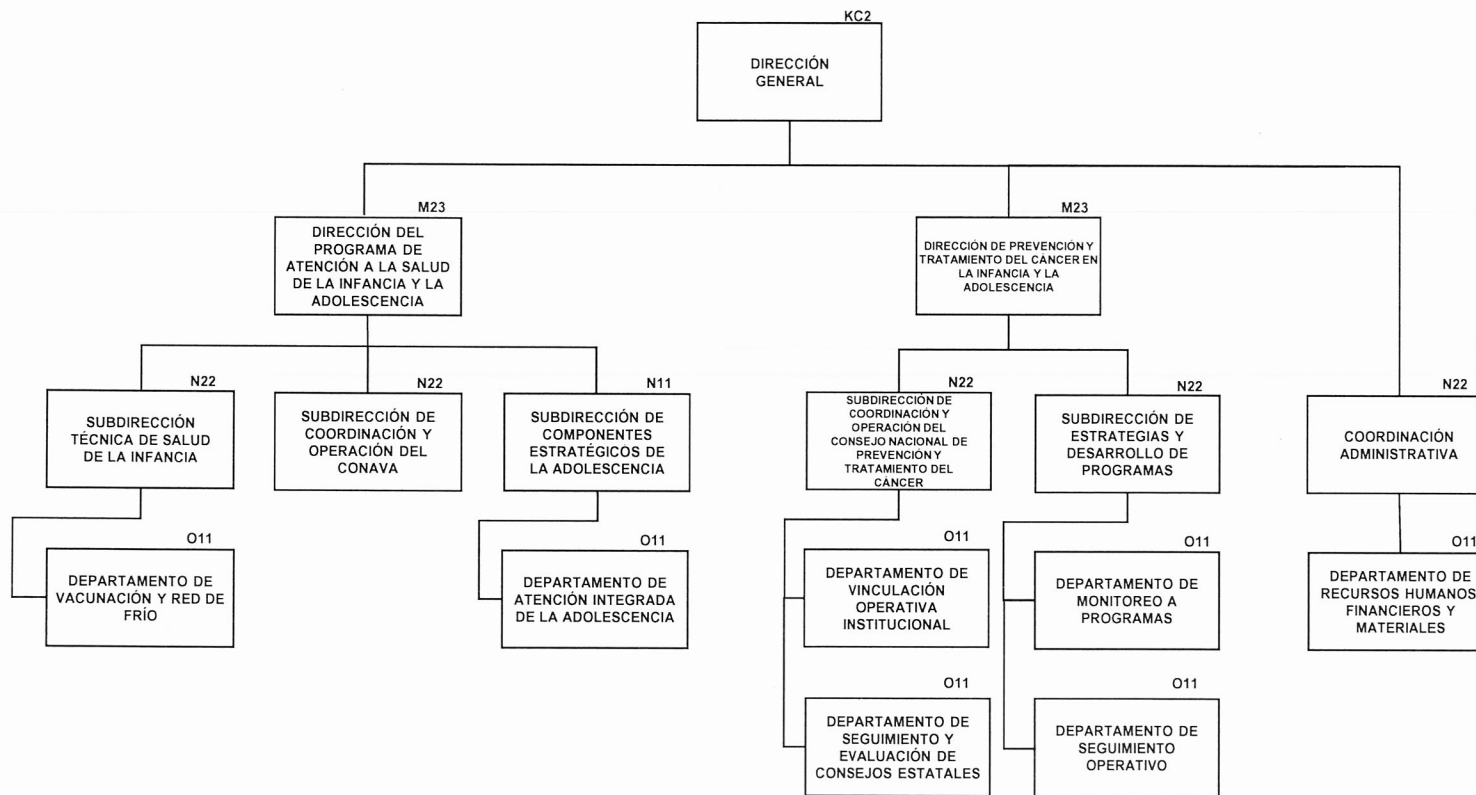 KC2
DIRECCIÓN
GENERAL
M23
DIRECCIÓN DEL
PROGRAMA DE
ATENCIÓN A LA SALUD
DE LA INFANCIA Y LA
ADOLESCENCIA
M23
DIRECCIÓN DE PREVENCIÓN Y
TRATAMIENTO DEL CÁNCER EN
LA INFANCIA Y LA
ADOLESCENCIA
N22
SUBDIRECCIÓN
TÉCNICA DE SALUD
DE LA INFANCIA
N22
SUBDIRECCIÓN DE
COORDINACIÓN Y
OPERACIÓN DEL
CONAVA
N11
SUBDIRECCIÓN DE
COMPONENTES
ESTRATÉGICOS DE
LA ADOLESCENCIA
N22
SUBDIRECCIÓN DE
COORDINACIÓN Y
OPERACIÓN DEL
CONSEJO NACIONAL DE
PREVENCIÓN Y
TRATAMIENTO DEL
CÁNCER
N22
SUBDIRECCIÓN DE
ESTRATEGIAS Y
DESARROLLO DE
PROGRAMAS
N22
COORDINACIÓN
ADMINISTRATIVA
O11
DEPARTAMENTO DE
VACUNACIÓN Y RED DE
FRÍO
O11
DEPARTAMENTO DE
ATENCIÓN INTEGRADA
DE LA ADOLESCENCIA
O11
DEPARTAMENTO DE
VINCULACIÓN
OPERATIVA
INSTITUCIONAL
O11
DEPARTAMENTO DE
MONITOREO A
PROGRAMAS
O11
DEPARTAMENTO DE
RECURSOS HUMANOS
FINANCIEROS Y
MATERIALES
O11
DEPARTAMENTO DE
SEGUIMIENTO Y
EVALUACIÓN DE
CONSEJOS ESTATALES
O11
DEPARTAMENTO DE
SEGUIMIENTO
OPERATIVO